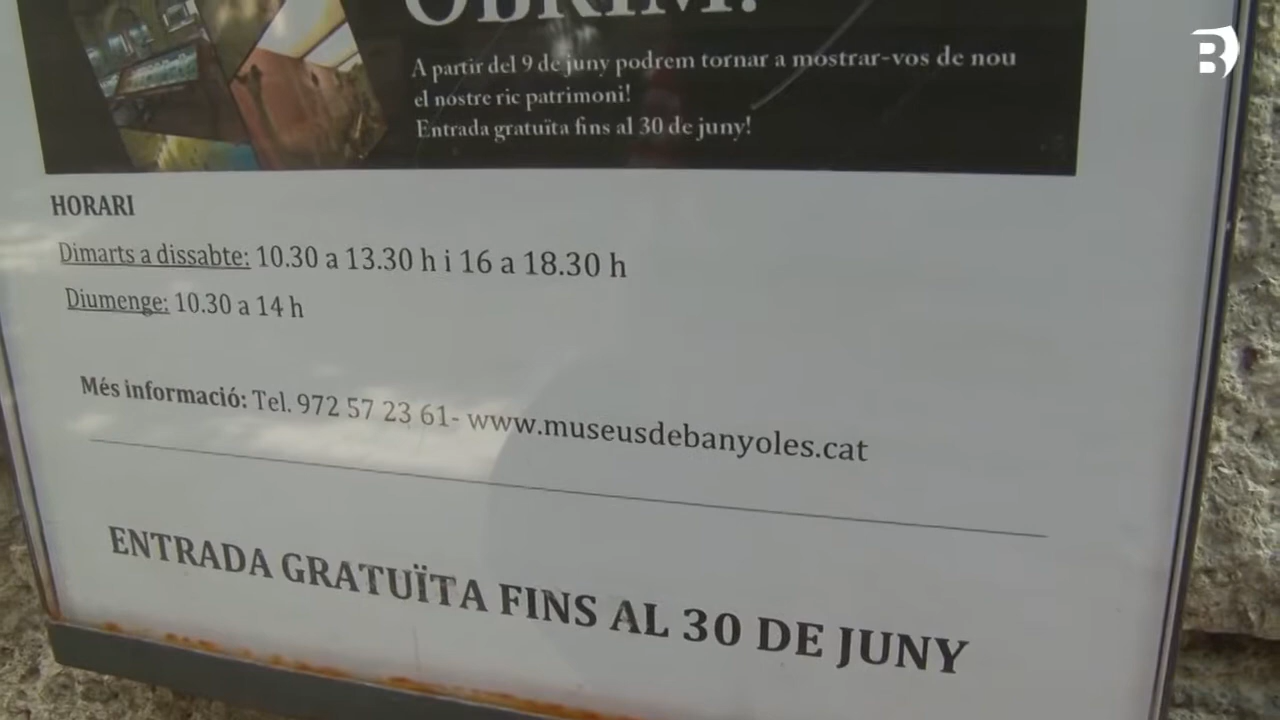 OBRIM!
A partir del 9 de juny podrem tornar a mostrar-vos de nou
el nostre ric patrimoni!
Entrada gratuïta fins al 30 de juny!
HORARI
Dimarts a dissabte: 10.30 a 13.30 h i 16 a 18.30 h
Diumenge: 10.30 a 14 h
Més informació: Tel. 972 57 23 61- www.museusdebanyoles.cat
ENTRADA GRATUÏTA FINS AL 30 DE JUNY
B